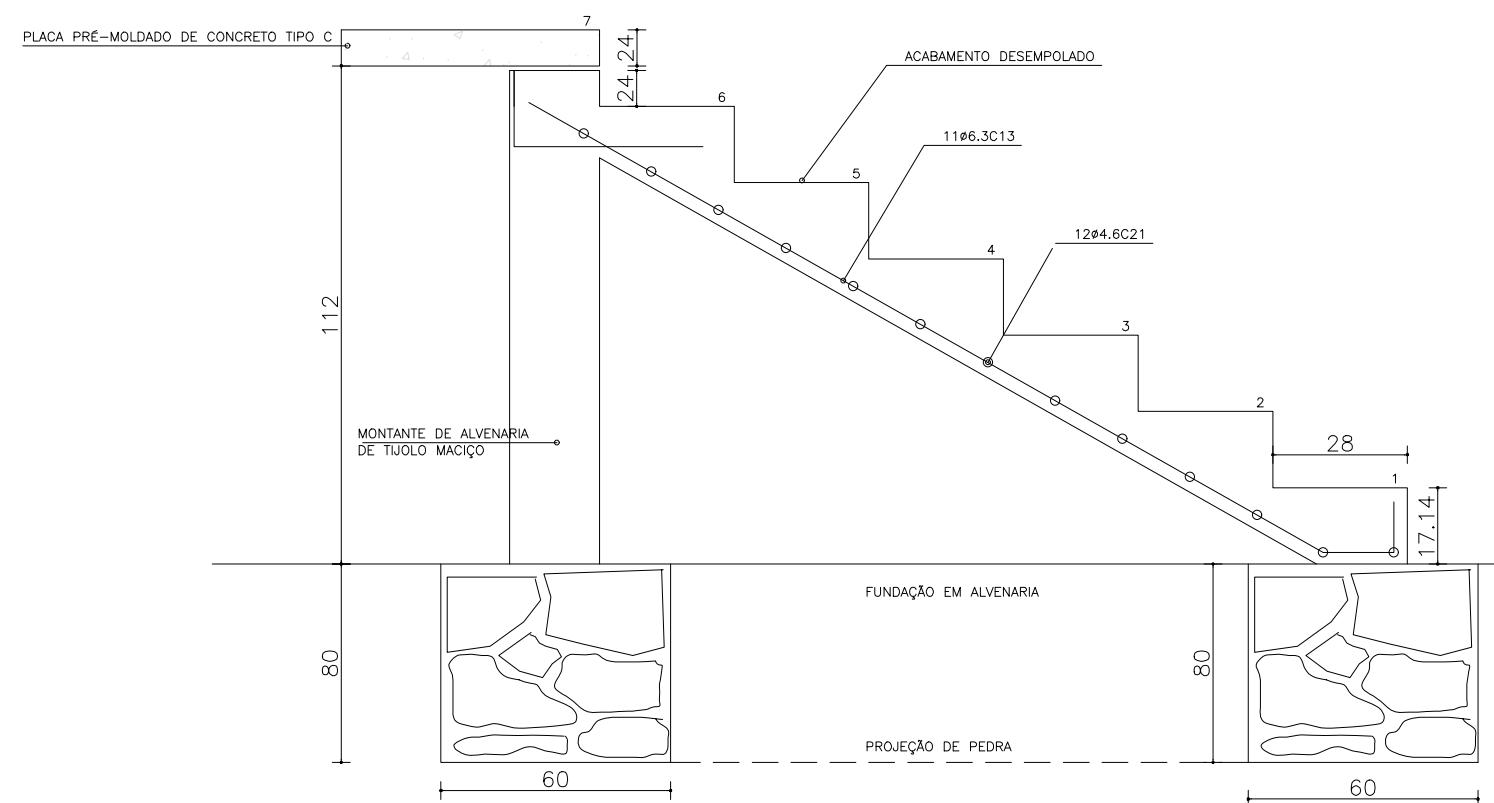 7
PLACA PRÉ-MOLDADO DE CONCRETO TIPO C
24
ACABAMENTO DESEMPOLADO
24
6
11ø6.3C13
5
12ø4.6C21
4
112
3
2
MONTANTE DE ALVENARIA
DE TIJOLO MACIÇO
28
1
17.14
FUNDAÇÃO EM ALVENARIA
80
80
PROJEÇÃO DE PEDRA
60
60